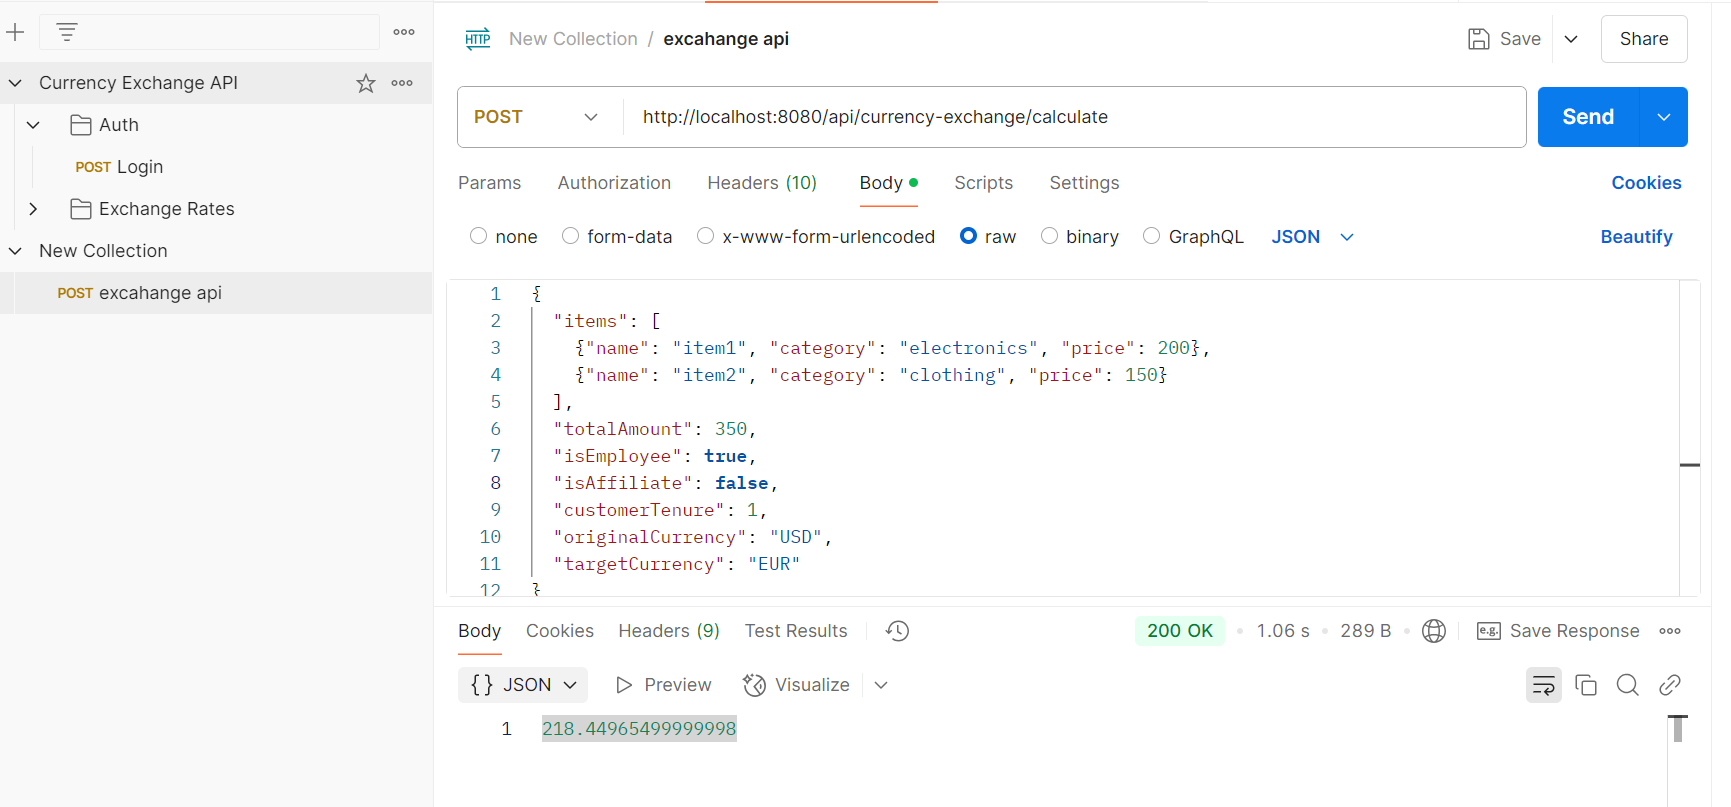 Currency Exchange API
Auth
POST Login
Exchange Rates
New Collection
POST excahange api
HTTP New Collection / excahange api
Save
Share
POST
http://localhost:8080/api/currency-exchange/calculate
Send
Params Authorization Headers (10) Body Scripts Settings Cookies
none form-data x-www-form-urlencoded raw binary GraphQL JSON Beautify
1 {
2 "items": [
3 {"name": "item1", "category": "electronics", "price": 200},
4 {"name": "item2", "category": "clothing", "price": 150}
5 ],
6 "totalAmount": 350,
7 "isEmployee": true,
8 "isAffiliate": false,
9 "customerTenure": 1,
10 "originalCurrency": "USD",
11 "targetCurrency": "EUR"
12 }
Body Cookies Headers (9) Test Results 200 OK • 1.06 s • 289 B • e.g. Save Response
{} JSON Preview Visualize
1 218.44965499999998